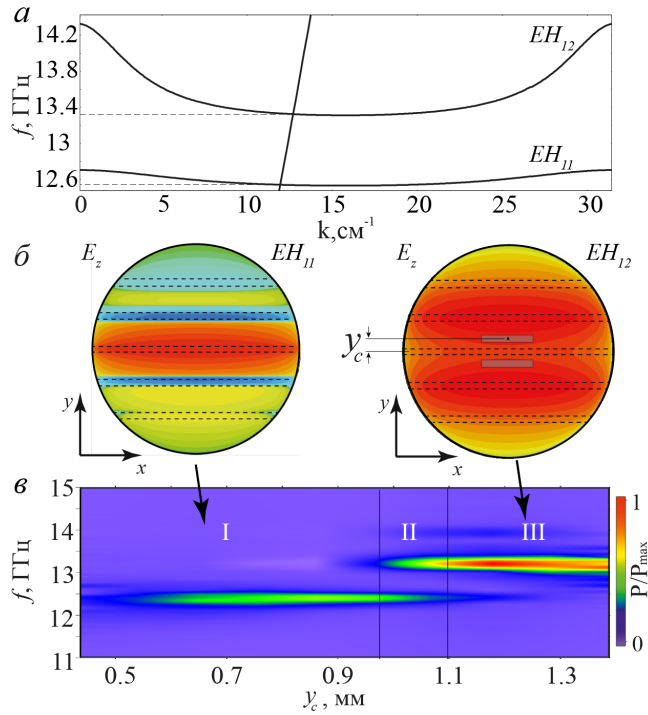 а
14.2
13.8
13.4
13
12.6
f, ГГц
EH12
EH11
0 5 10 15 20 25 30
k,см-1
б
Ez EH11
Ez EH12
yc
y
x
y
x
в
15
14
13
12
11
f, ГГц
I II III
1
0
P/Pmax
0.5 0.7 0.9 1.1 1.3
yc , мм